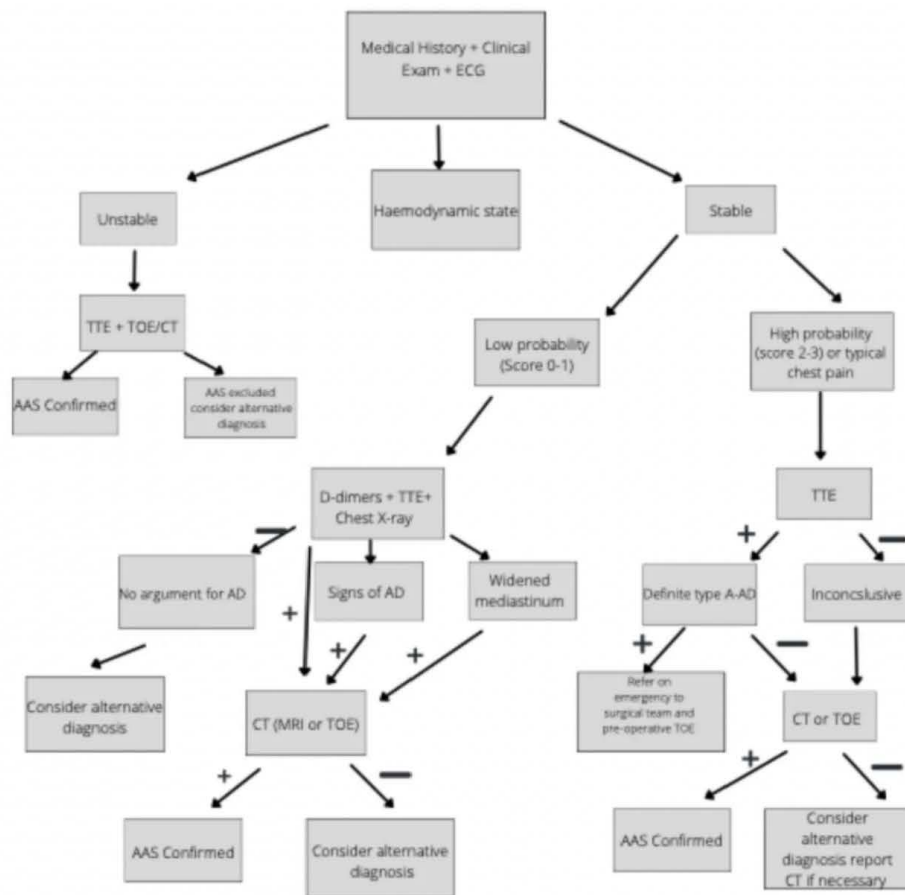 Medical History + Clinical
Exam + ECG
Unstable
Haemodynamic state
Stable
TTE + TOE/CT
Low probability
(Score 0-1)
High probability
(score 2-3) or typical
chest pain
AAS Confirmed
AAS excluded
consider alternative
diagnosis
D-dimers + TTE+
Chest X-ray
TTE
No argument for AD
Signs of AD
Widened
mediastinum
Definite type A-AD
Inconcslusive
Consider alternative
diagnosis
CT (MRI or TOE)
Refer on
emergency to
surgical team and
pre-operative TOE
CT or TOE
AAS Confirmed
Consider alternative
diagnosis
AAS Confirmed
Consider
alternative
diagnosis report
CT if necessary